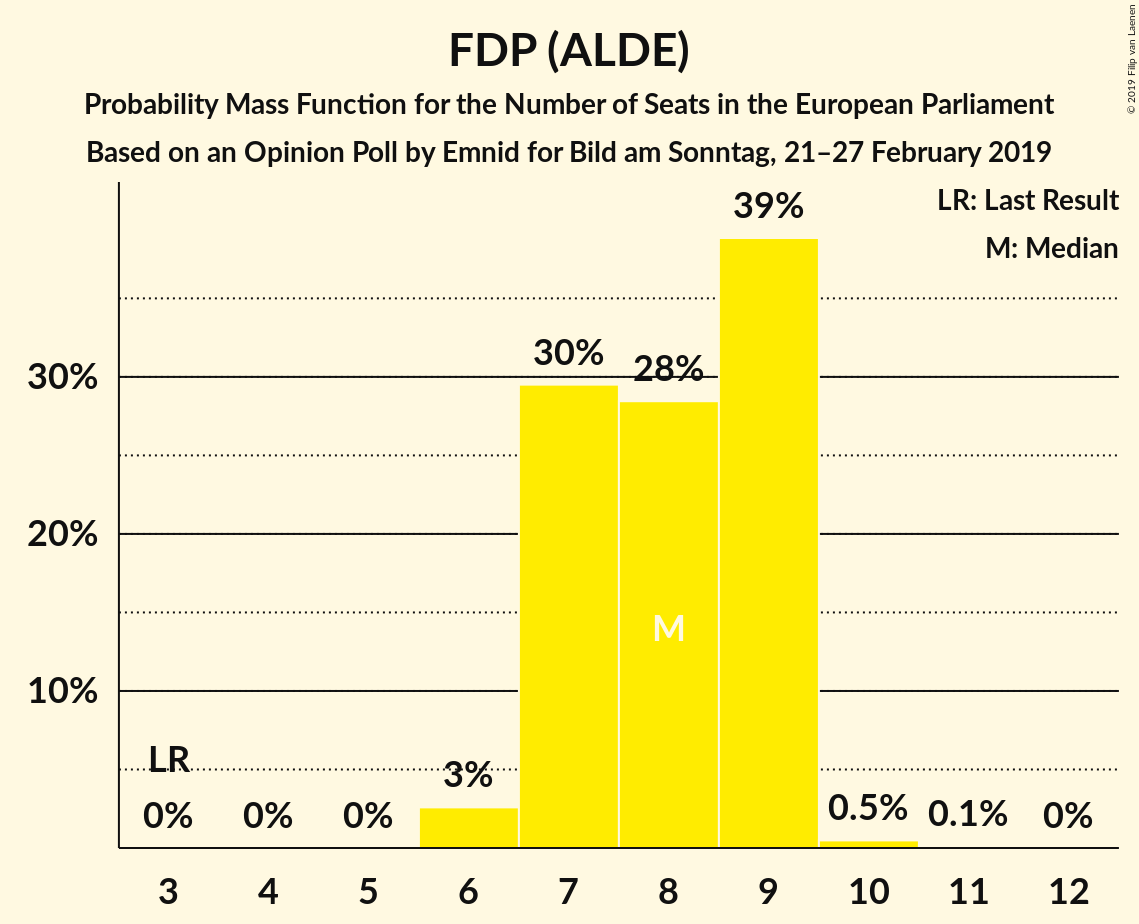 FDP (ALDE)
Probability Mass Function for the Number of Seats in the European Parliament
Based on an Opinion Poll by Emnid for Bild am Sonntag, 21–27 February 2019
© 2019 Filip van Laenen
LR: Last Result
M: Median
39%
30%
28%
30%
20%
M
10%
LR
3%
0%
0%
0%
0.5%
0.1%
0%
3
4
5
6
7
8
9
10
11
12